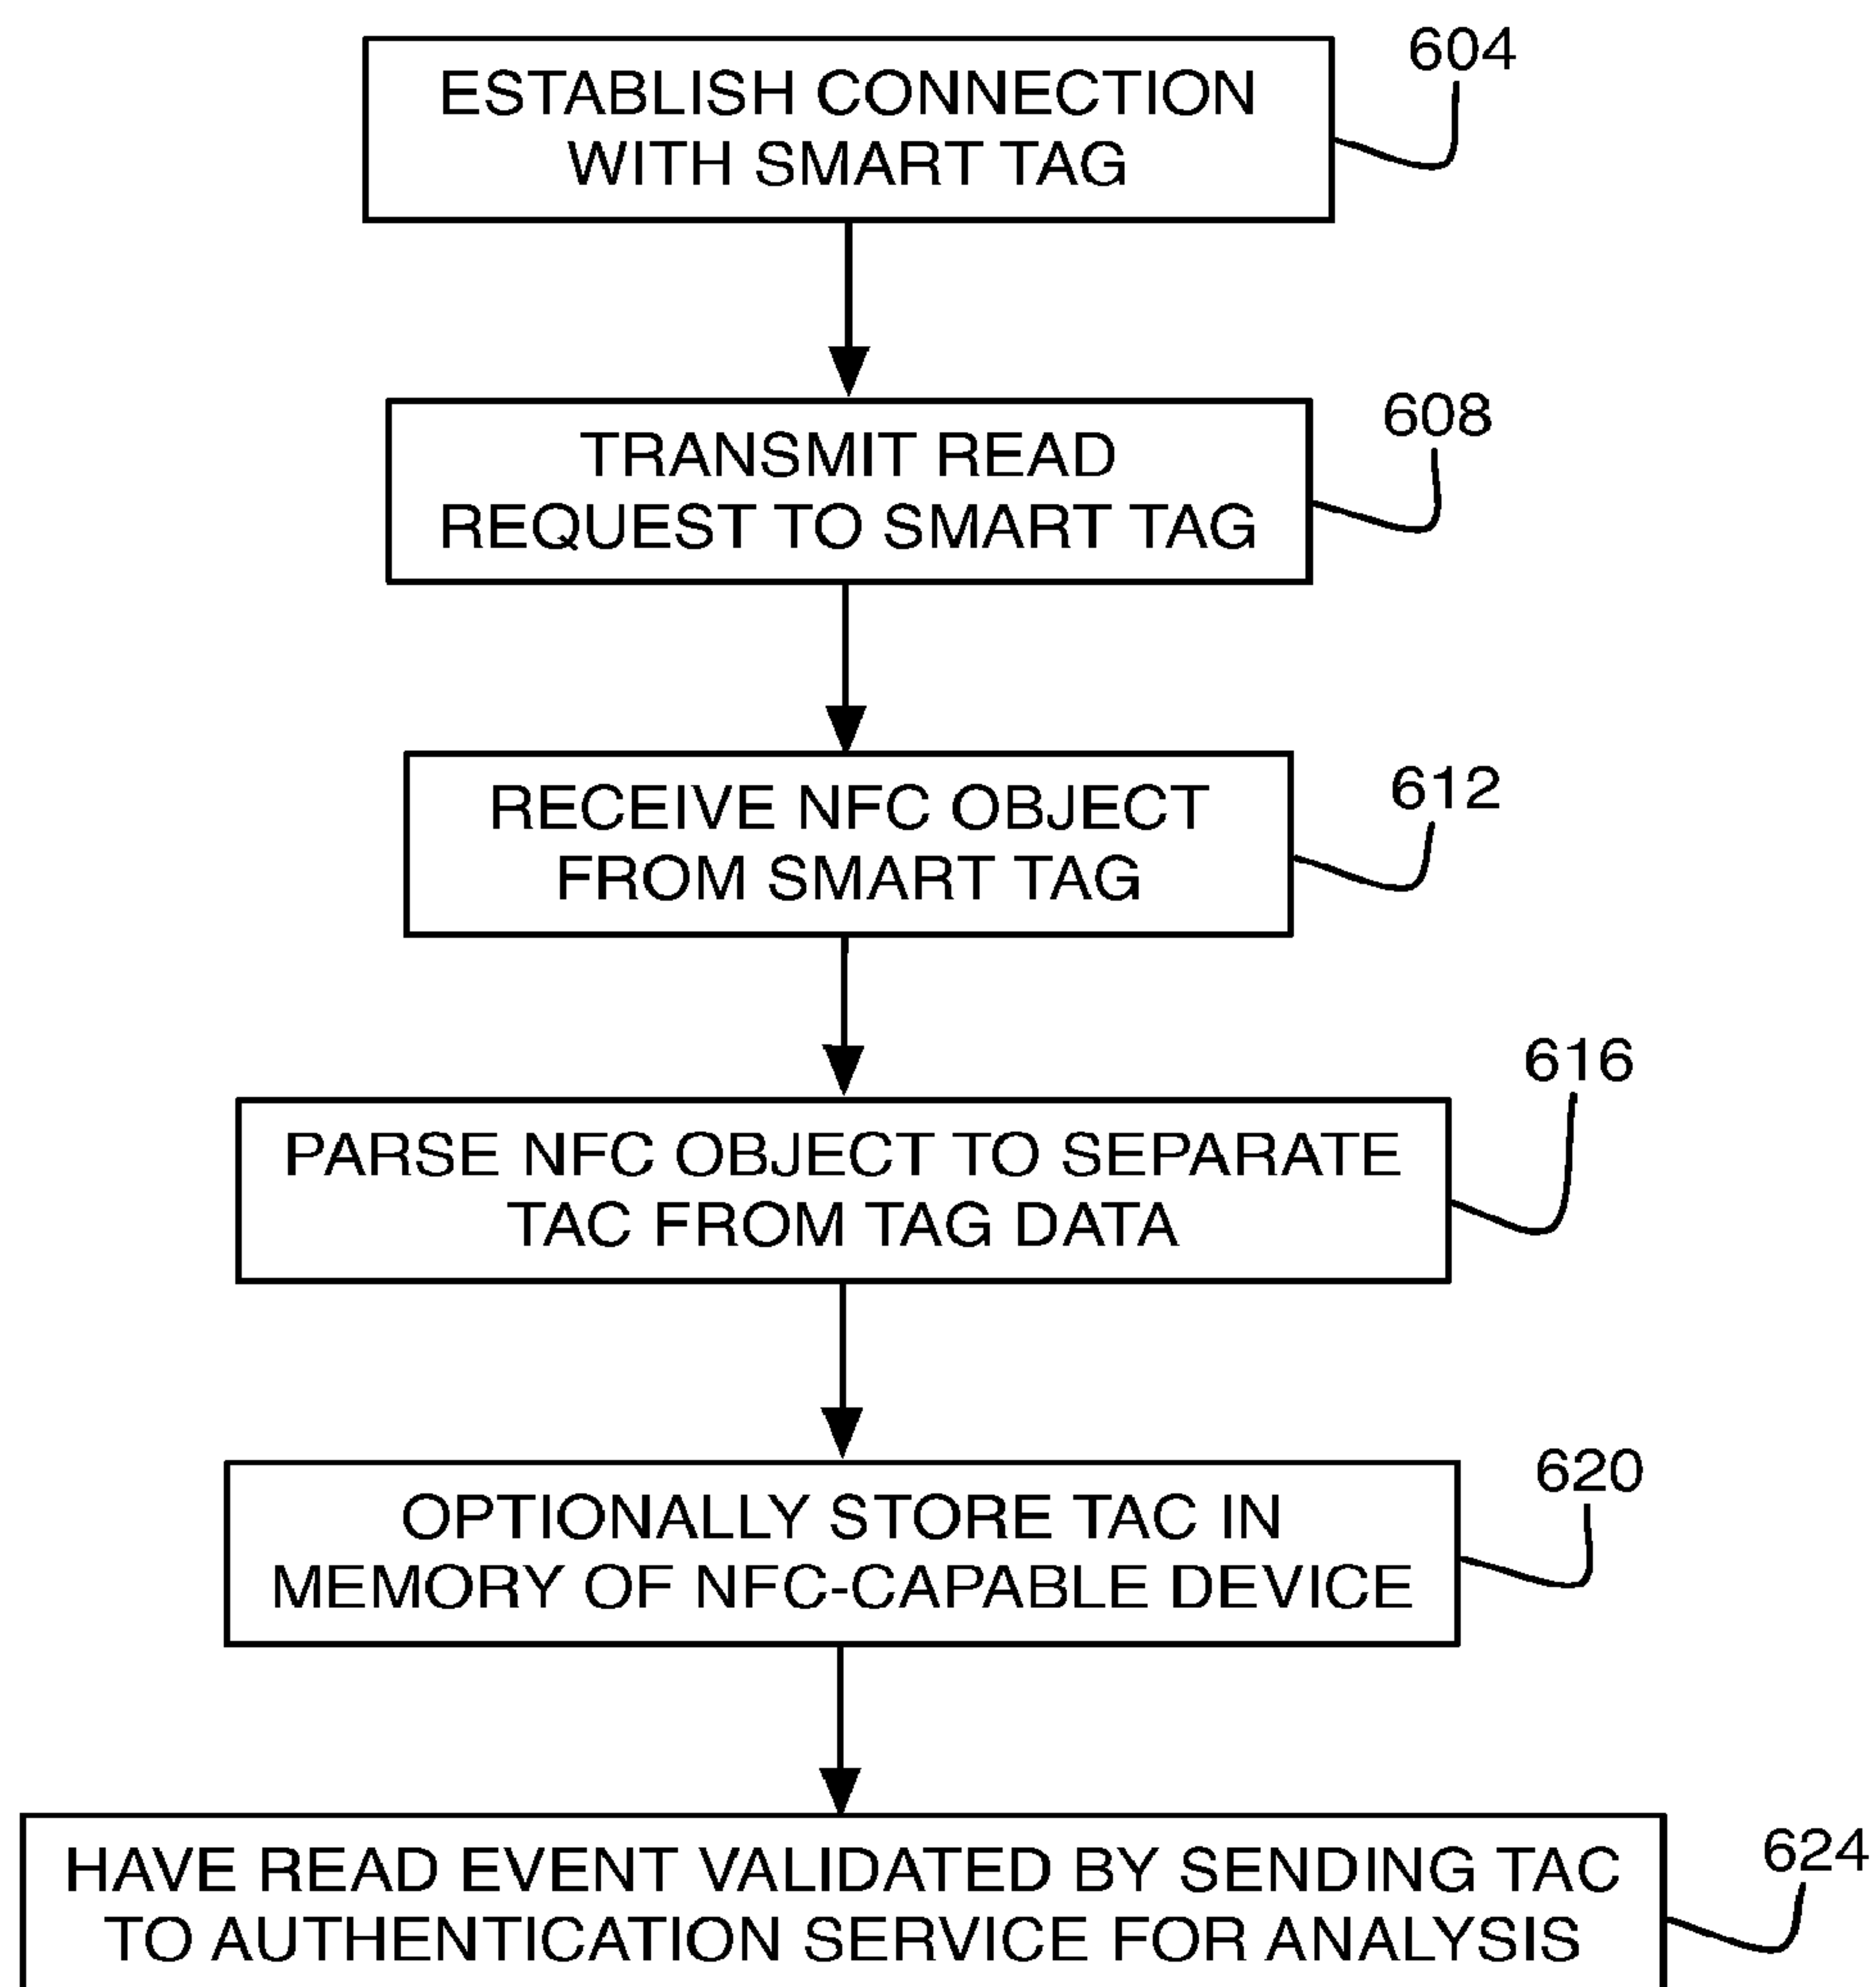 604
ESTABLISH CONNECTION
WITH SMART TAG
608
TRANSMIT READ
REQUEST TO SMART TAG
612
RECEIVE NFC OBJECT
FROM SMART TAG
616
PARSE NFC OBJECT TO SEPARATE
TAC FROM TAG DATA
620
OPTIONALLY STORE TAC IN
MEMORY OF NFC-CAPABLE DEVICE
624
HAVE READ EVENT VALIDATED BY SENDING TAC
TO AUTHENTICATION SERVICE FOR ANALYSIS